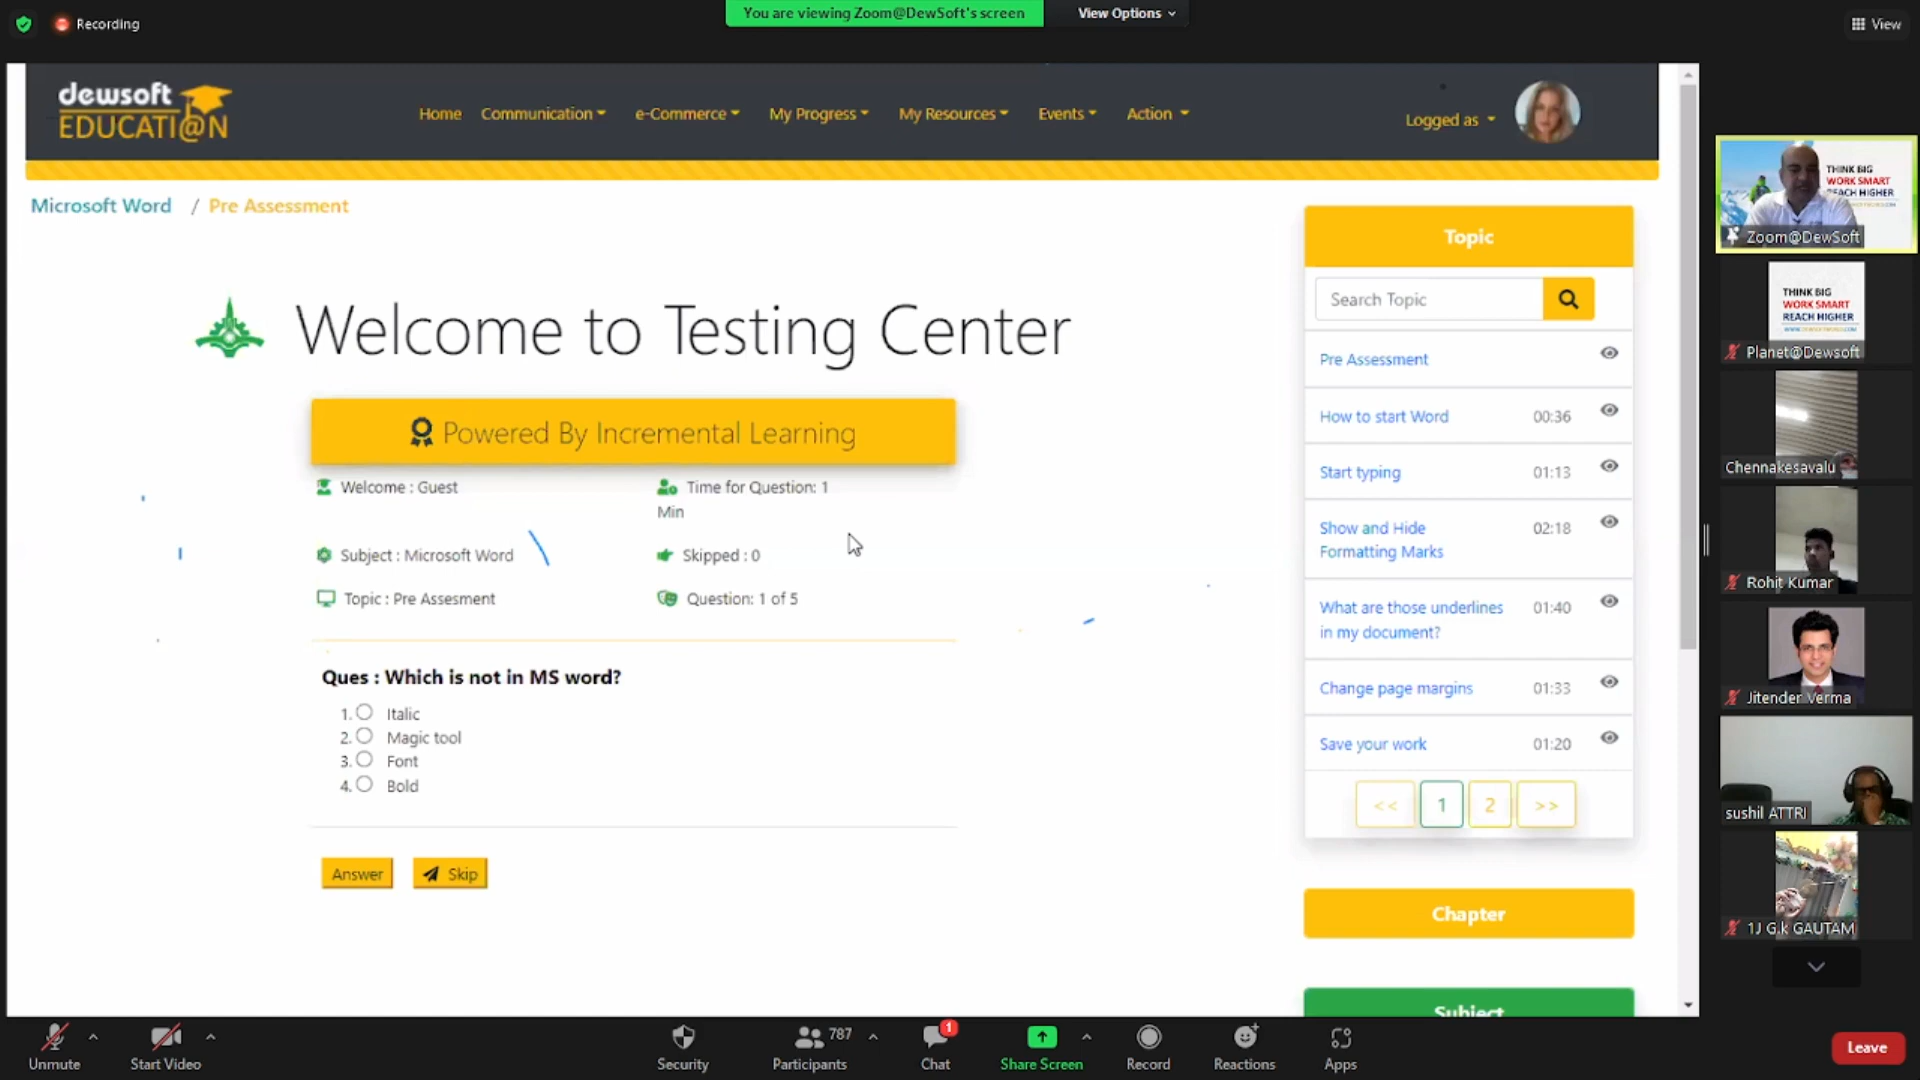 Recording
You are viewing Zoom@DewSoft's screen
View Options
View
dewsoft
EDUCATI@N
Home Communication e-Commerce My Progress My Resources Events Action
Logged as
Microsoft Word / Pre Assessment
Welcome to Testing Center
Powered By Incremental Learning
Welcome : Guest
Time for Question: 1
Min
Subject : Microsoft Word
Skipped : 0
Topic : Pre Assesment
Question: 1 of 5
Ques : Which is not in MS word?
1. Italic
2. Magic tool
3. Font
4. Bold
Answer
Skip
Topic
Search Topic
Pre Assessment
How to start Word 00:36
Start typing 01:13
Show and Hide 02:18
Formatting Marks
What are those underlines 01:40
in my document?
Change page margins 01:33
Save your work 01:20
<< 1 2 >>
Chapter
Subject
THINK BIG
WORK SMART
REACH HIGHER
Zoom@DewSoft
THINK BIG
WORK SMART
REACH HIGHER
Planet@Dewsoft
Chennakesavalu
Rohit Kumar
Jitender Verma
sushil ATTRI
1J G.k GAUTAM
Unmute
Start Video
Security
787
Participants
1
Chat
Share Screen
Record
Reactions
Apps
Leave